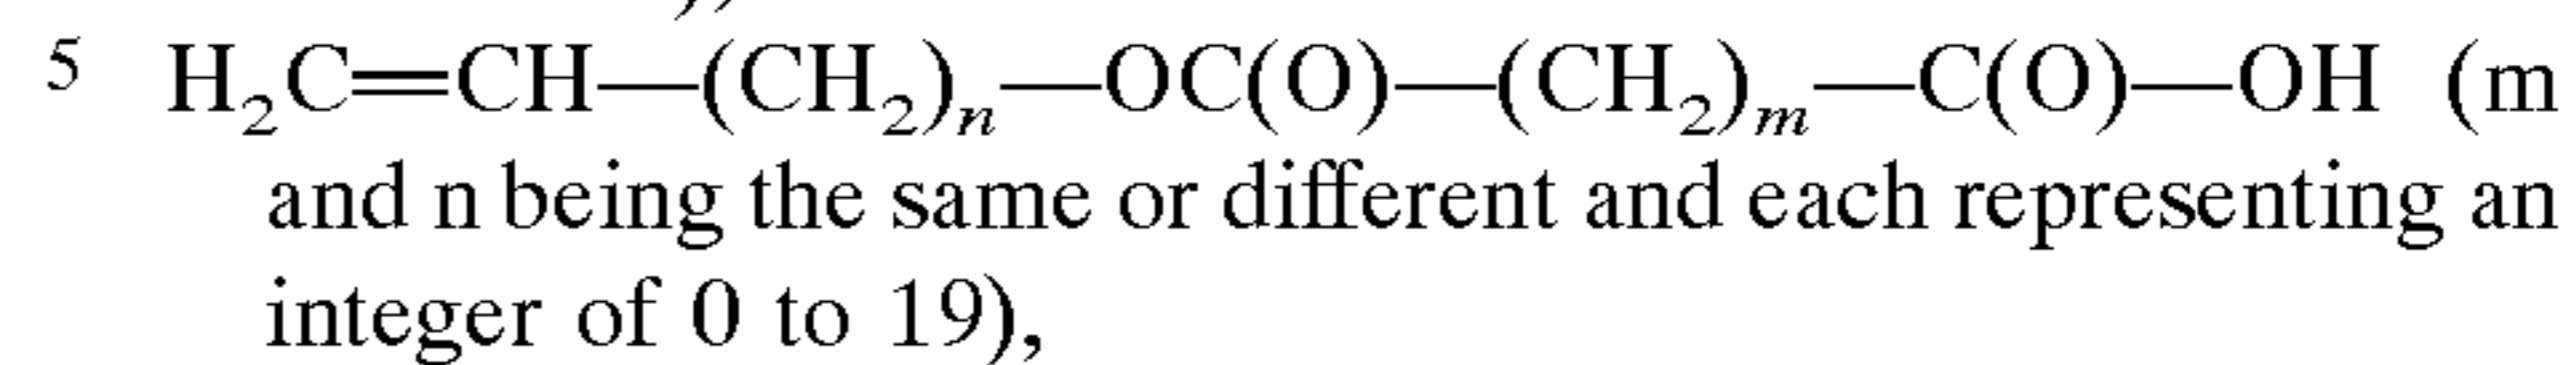 5 H₂C=CH—(CH₂)ₙ—OC(O)—(CH₂)ₘ—C(O)—OH (m
and n being the same or different and each representing an
integer of 0 to 19),